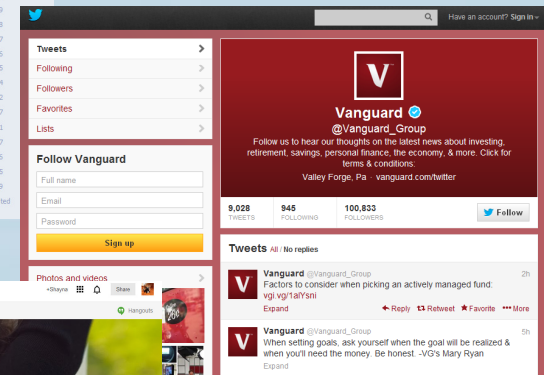 Have an account? Sign in
Tweets
Following
Followers
Favorites
Lists
Follow Vanguard
Full name
Email
Password
Sign up
Photos and videos
V
Vanguard
@Vanguard_Group
Follow us to hear our thoughts on the latest news about investing,
retirement, savings, personal finance, the economy, & more. Click for
terms & conditions:
Valley Forge, Pa · vanguard.com/twitter
9,028 945 100,833
TWEETS FOLLOWING FOLLOWERS
Follow
Tweets All / No replies
Vanguard @Vanguard_Group 2h
Factors to consider when picking an actively managed fund:
vgi.vg/1alYsni
Expand Reply Retweet Favorite More
Vanguard @Vanguard_Group 5h
When setting goals, ask yourself when the goal will be realized &
when you'll need the money. Be honest. -VG's Mary Ryan
Expand
+Shayna Share
Hangouts